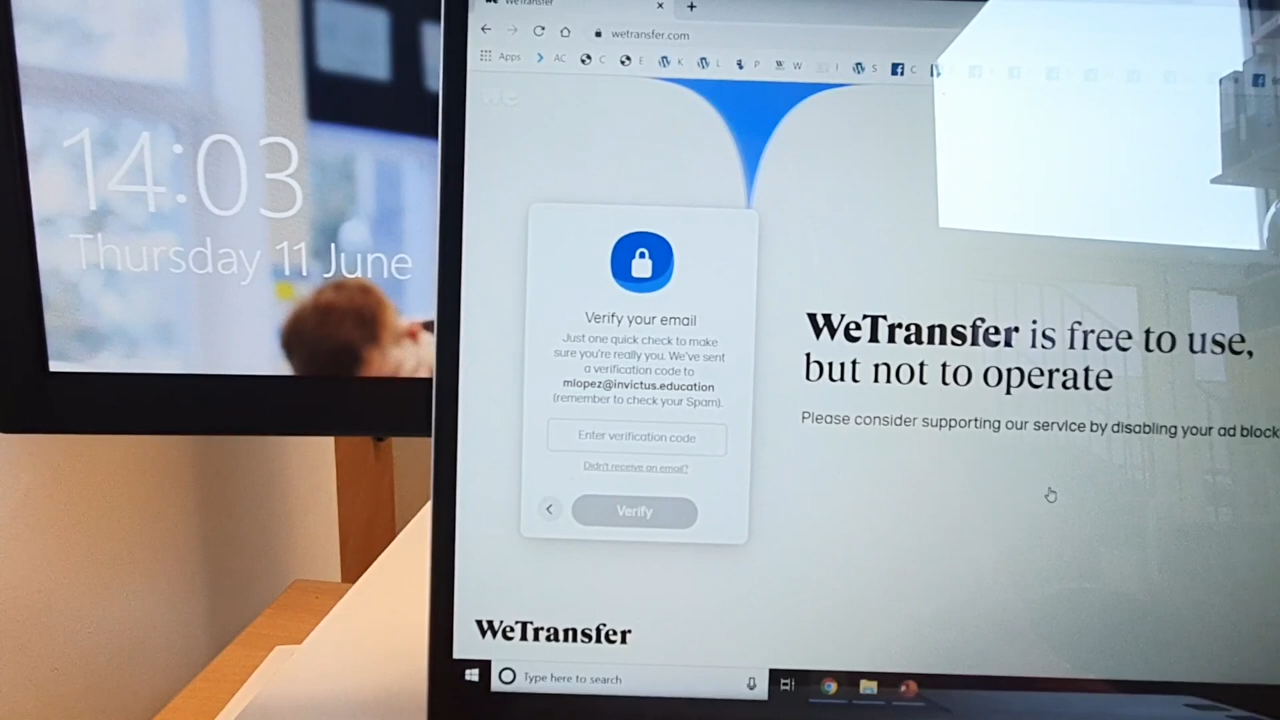 14:03
Thursday 11 June
WeTransfer
wetransfer.com
Apps AC C E K L P W I S C
we
Verify your email
Just one quick check to make
sure you're really you. We've sent
a verification code to
mlopez@invictus.education
(remember to check your Spam).
Enter verification code
Didn't receive an email?
Verify
WeTransfer is free to use,
but not to operate
Please consider supporting our service by disabling your ad block
WeTransfer
Type here to search